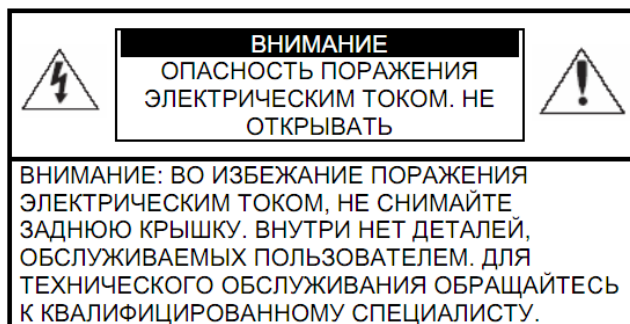 ВНИМАНИЕ
ОПАСНОСТЬ ПОРАЖЕНИЯ
ЭЛЕКТРИЧЕСКИМ ТОКОМ. НЕ
ОТКРЫВАТЬ
ВНИМАНИЕ: ВО ИЗБЕЖАНИЕ ПОРАЖЕНИЯ
ЭЛЕКТРИЧЕСКИМ ТОКОМ, НЕ СНИМАЙТЕ
ЗАДНЮЮ КРЫШКУ. ВНУТРИ НЕТ ДЕТАЛЕЙ,
ОБСЛУЖИВАЕМЫХ ПОЛЬЗОВАТЕЛЕМ. ДЛЯ
ТЕХНИЧЕСКОГО ОБСЛУЖИВАНИЯ ОБРАЩАЙТЕСЬ
К КВАЛИФИЦИРОВАННОМУ СПЕЦИАЛИСТУ.